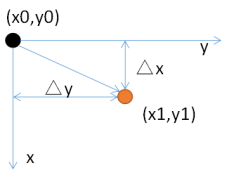 (x0,y0)
y
△x
△y
(x1,y1)
x